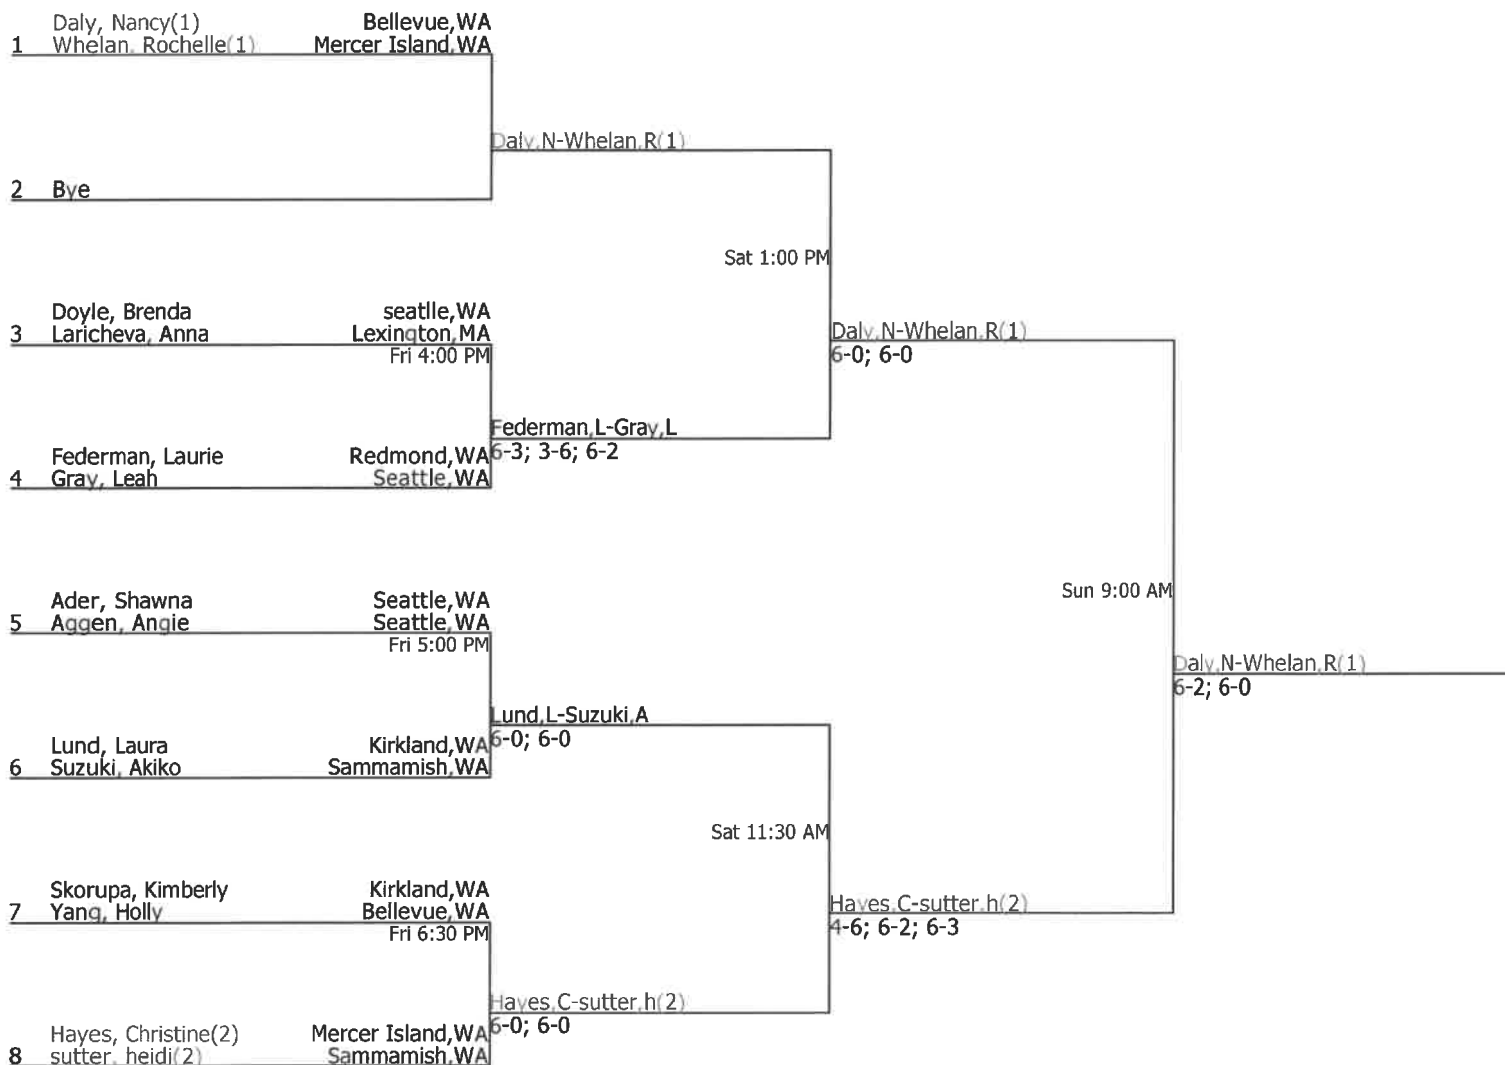 Daly, Nancy(1) Bellevue,WA
1 Whelan, Rochelle(1) Mercer Island,WA
Daly,N-Whelan,R(1)
2 Bye
Sat 1:00 PM
Doyle, Brenda seatlle,WA
3 Laricheva, Anna Lexington,MA
Fri 4:00 PM
Daly,N-Whelan,R(1)
6-0; 6-0
Federman,L-Gray,L
6-3; 3-6; 6-2
Federman, Laurie Redmond,WA
4 Gray, Leah Seattle,WA
Sun 9:00 AM
Ader, Shawna Seattle,WA
5 Aggen, Angie Seattle,WA
Fri 5:00 PM
Daly,N-Whelan,R(1)
6-2; 6-0
Lund,L-Suzuki,A
6-0; 6-0
Lund, Laura Kirkland,WA
6 Suzuki, Akiko Sammamish,WA
Sat 11:30 AM
Skorupa, Kimberly Kirkland,WA
7 Yang, Holly Bellevue,WA
Fri 6:30 PM
Hayes,C-sutter,h(2)
4-6; 6-2; 6-3
Hayes,C-sutter,h(2)
6-0; 6-0
Hayes, Christine(2) Mercer Island,WA
8 sutter, heidi(2) Sammamish,WA